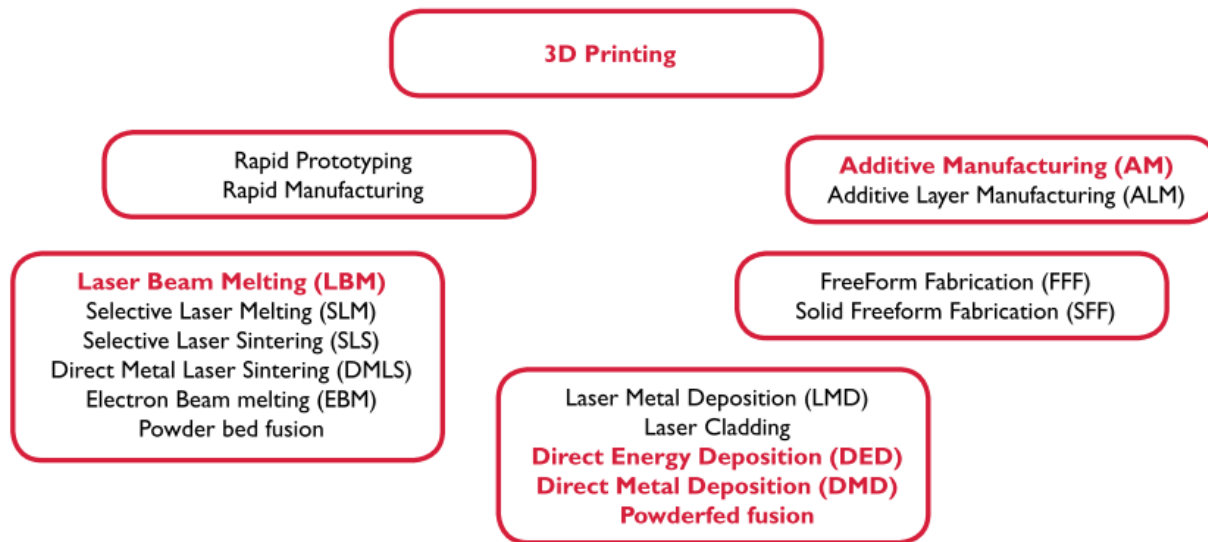 3D Printing
Rapid Prototyping
Rapid Manufacturing
Additive Manufacturing (AM)
Additive Layer Manufacturing (ALM)
Laser Beam Melting (LBM)
Selective Laser Melting (SLM)
Selective Laser Sintering (SLS)
Direct Metal Laser Sintering (DMLS)
Electron Beam melting (EBM)
Powder bed fusion
FreeForm Fabrication (FFF)
Solid Freeform Fabrication (SFF)
Laser Metal Deposition (LMD)
Laser Cladding
Direct Energy Deposition (DED)
Direct Metal Deposition (DMD)
Powderfed fusion